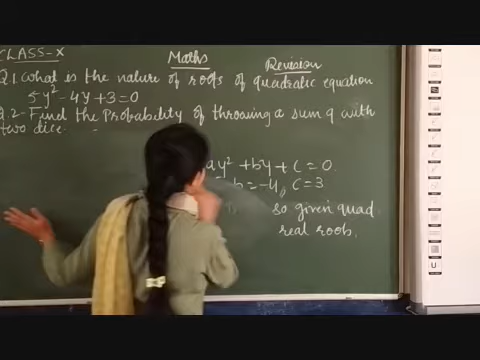 CLASS-X
Maths
Revision
Q.1 What is the nature of roots of quadratic equation
5y² - 4y + 3 = 0
Q.2- Find the Probability of throwing a sum 9 with
two dice.
ay² + by + c = 0.
b = -4, c = 3
so given quad.
real roots.